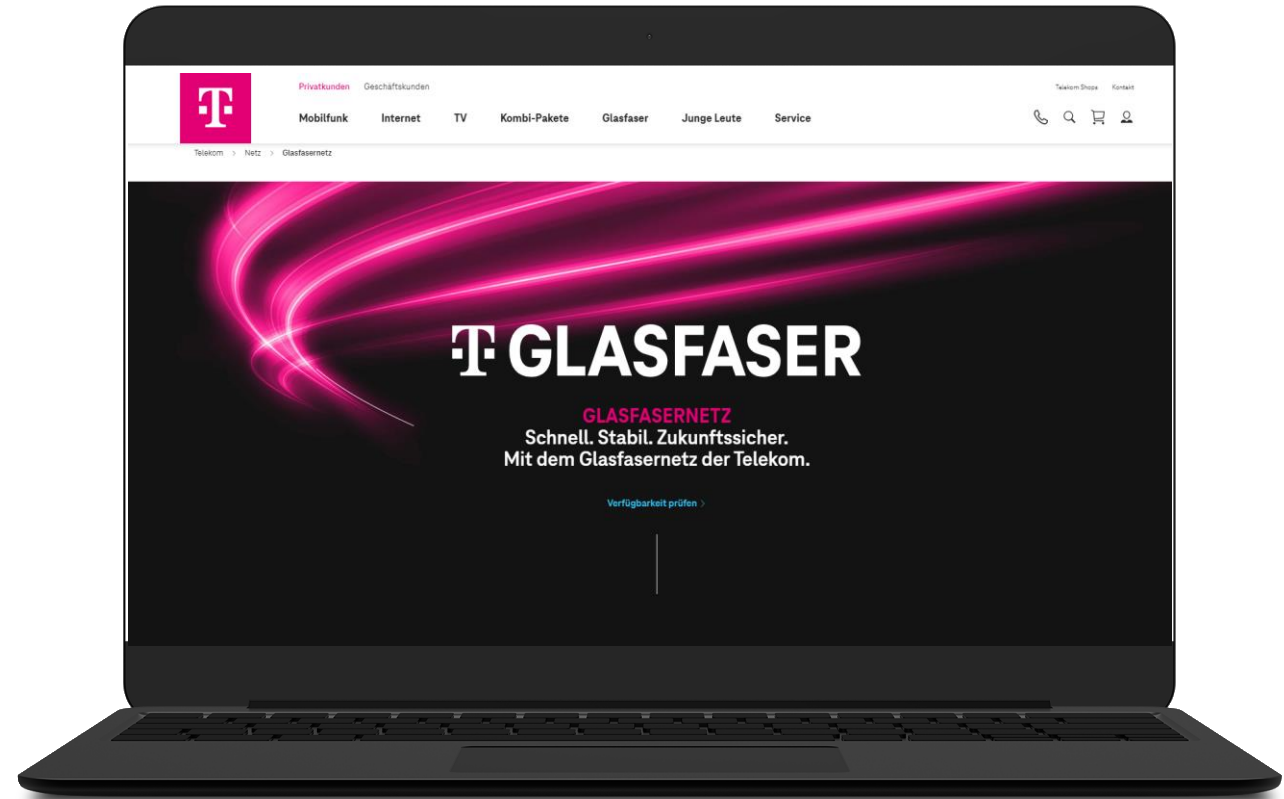 Privatkunden Geschäftskunden
Telekom Shops Kontakt
T
Mobilfunk Internet TV Kombi-Pakete Glasfaser Junge Leute Service
Telekom > Netz > Glasfasernetz
T GLASFASER
GLASFASERNETZ
Schnell. Stabil. Zukunftssicher.
Mit dem Glasfasernetz der Telekom.
Verfügbarkeit prüfen >